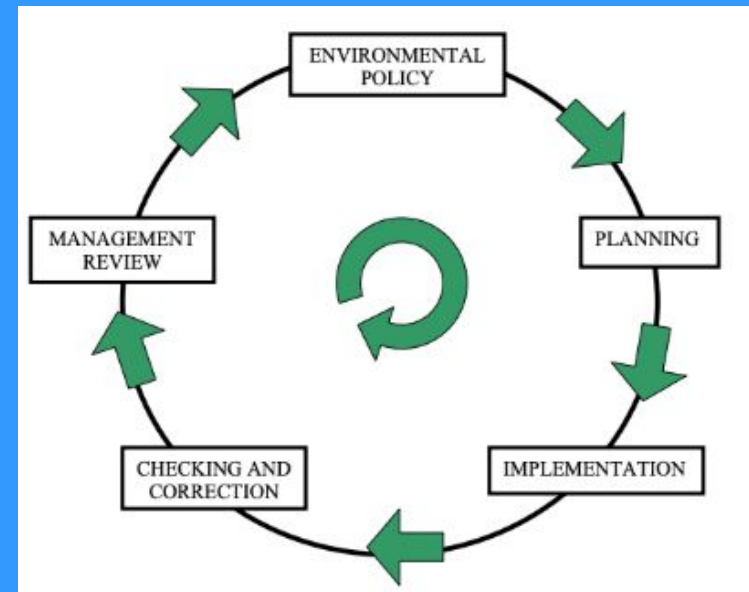 ENVIRONMENTAL
POLICY
PLANNING
IMPLEMENTATION
CHECKING AND
CORRECTION
MANAGEMENT
REVIEW